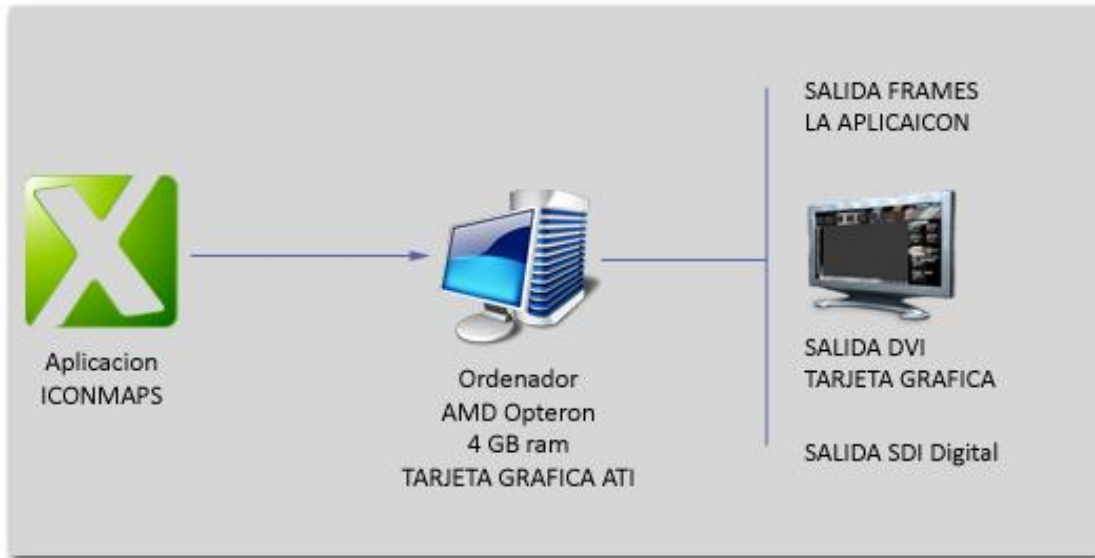 Aplicacion
ICONMAPS
Ordenador
AMD Opteron
4 GB ram
TARJETA GRAFICA ATI
SALIDA FRAMES
LA APLICAICON
SALIDA DVI
TARJETA GRAFICA
SALIDA SDI Digital